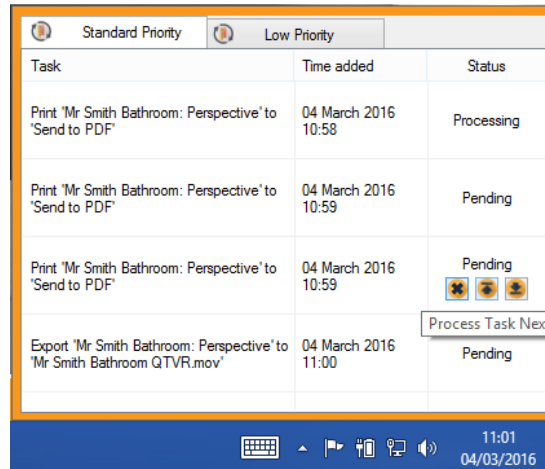 Standard Priority Low Priority
Task Time added Status
Print 'Mr Smith Bathroom: Perspective' to 04 March 2016 Processing
'Send to PDF' 10:58
Print 'Mr Smith Bathroom: Perspective' to 04 March 2016 Pending
'Send to PDF' 10:59
Print 'Mr Smith Bathroom: Perspective' to 04 March 2016 Pending
'Send to PDF' 10:59
Process Task Nex
Export 'Mr Smith Bathroom: Perspective' to 04 March 2016 Pending
'Mr Smith Bathroom QTVR.mov' 11:00
11:01
04/03/2016